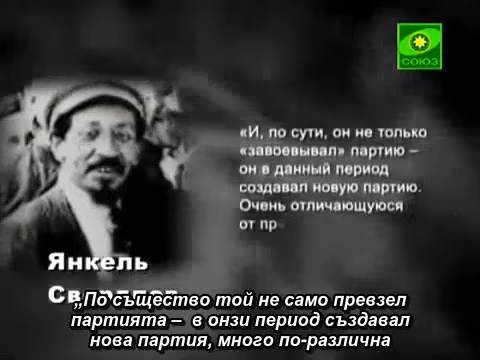 СОЮЗ
«И, по сути, он не только
«завоевывал» партию –
он в данный период
создавал новую партию.
Очень отличающуюся
от пр
Янкель
„По същество той не само превзел
партията – в онзи период създавал
нова партия, много по-различна